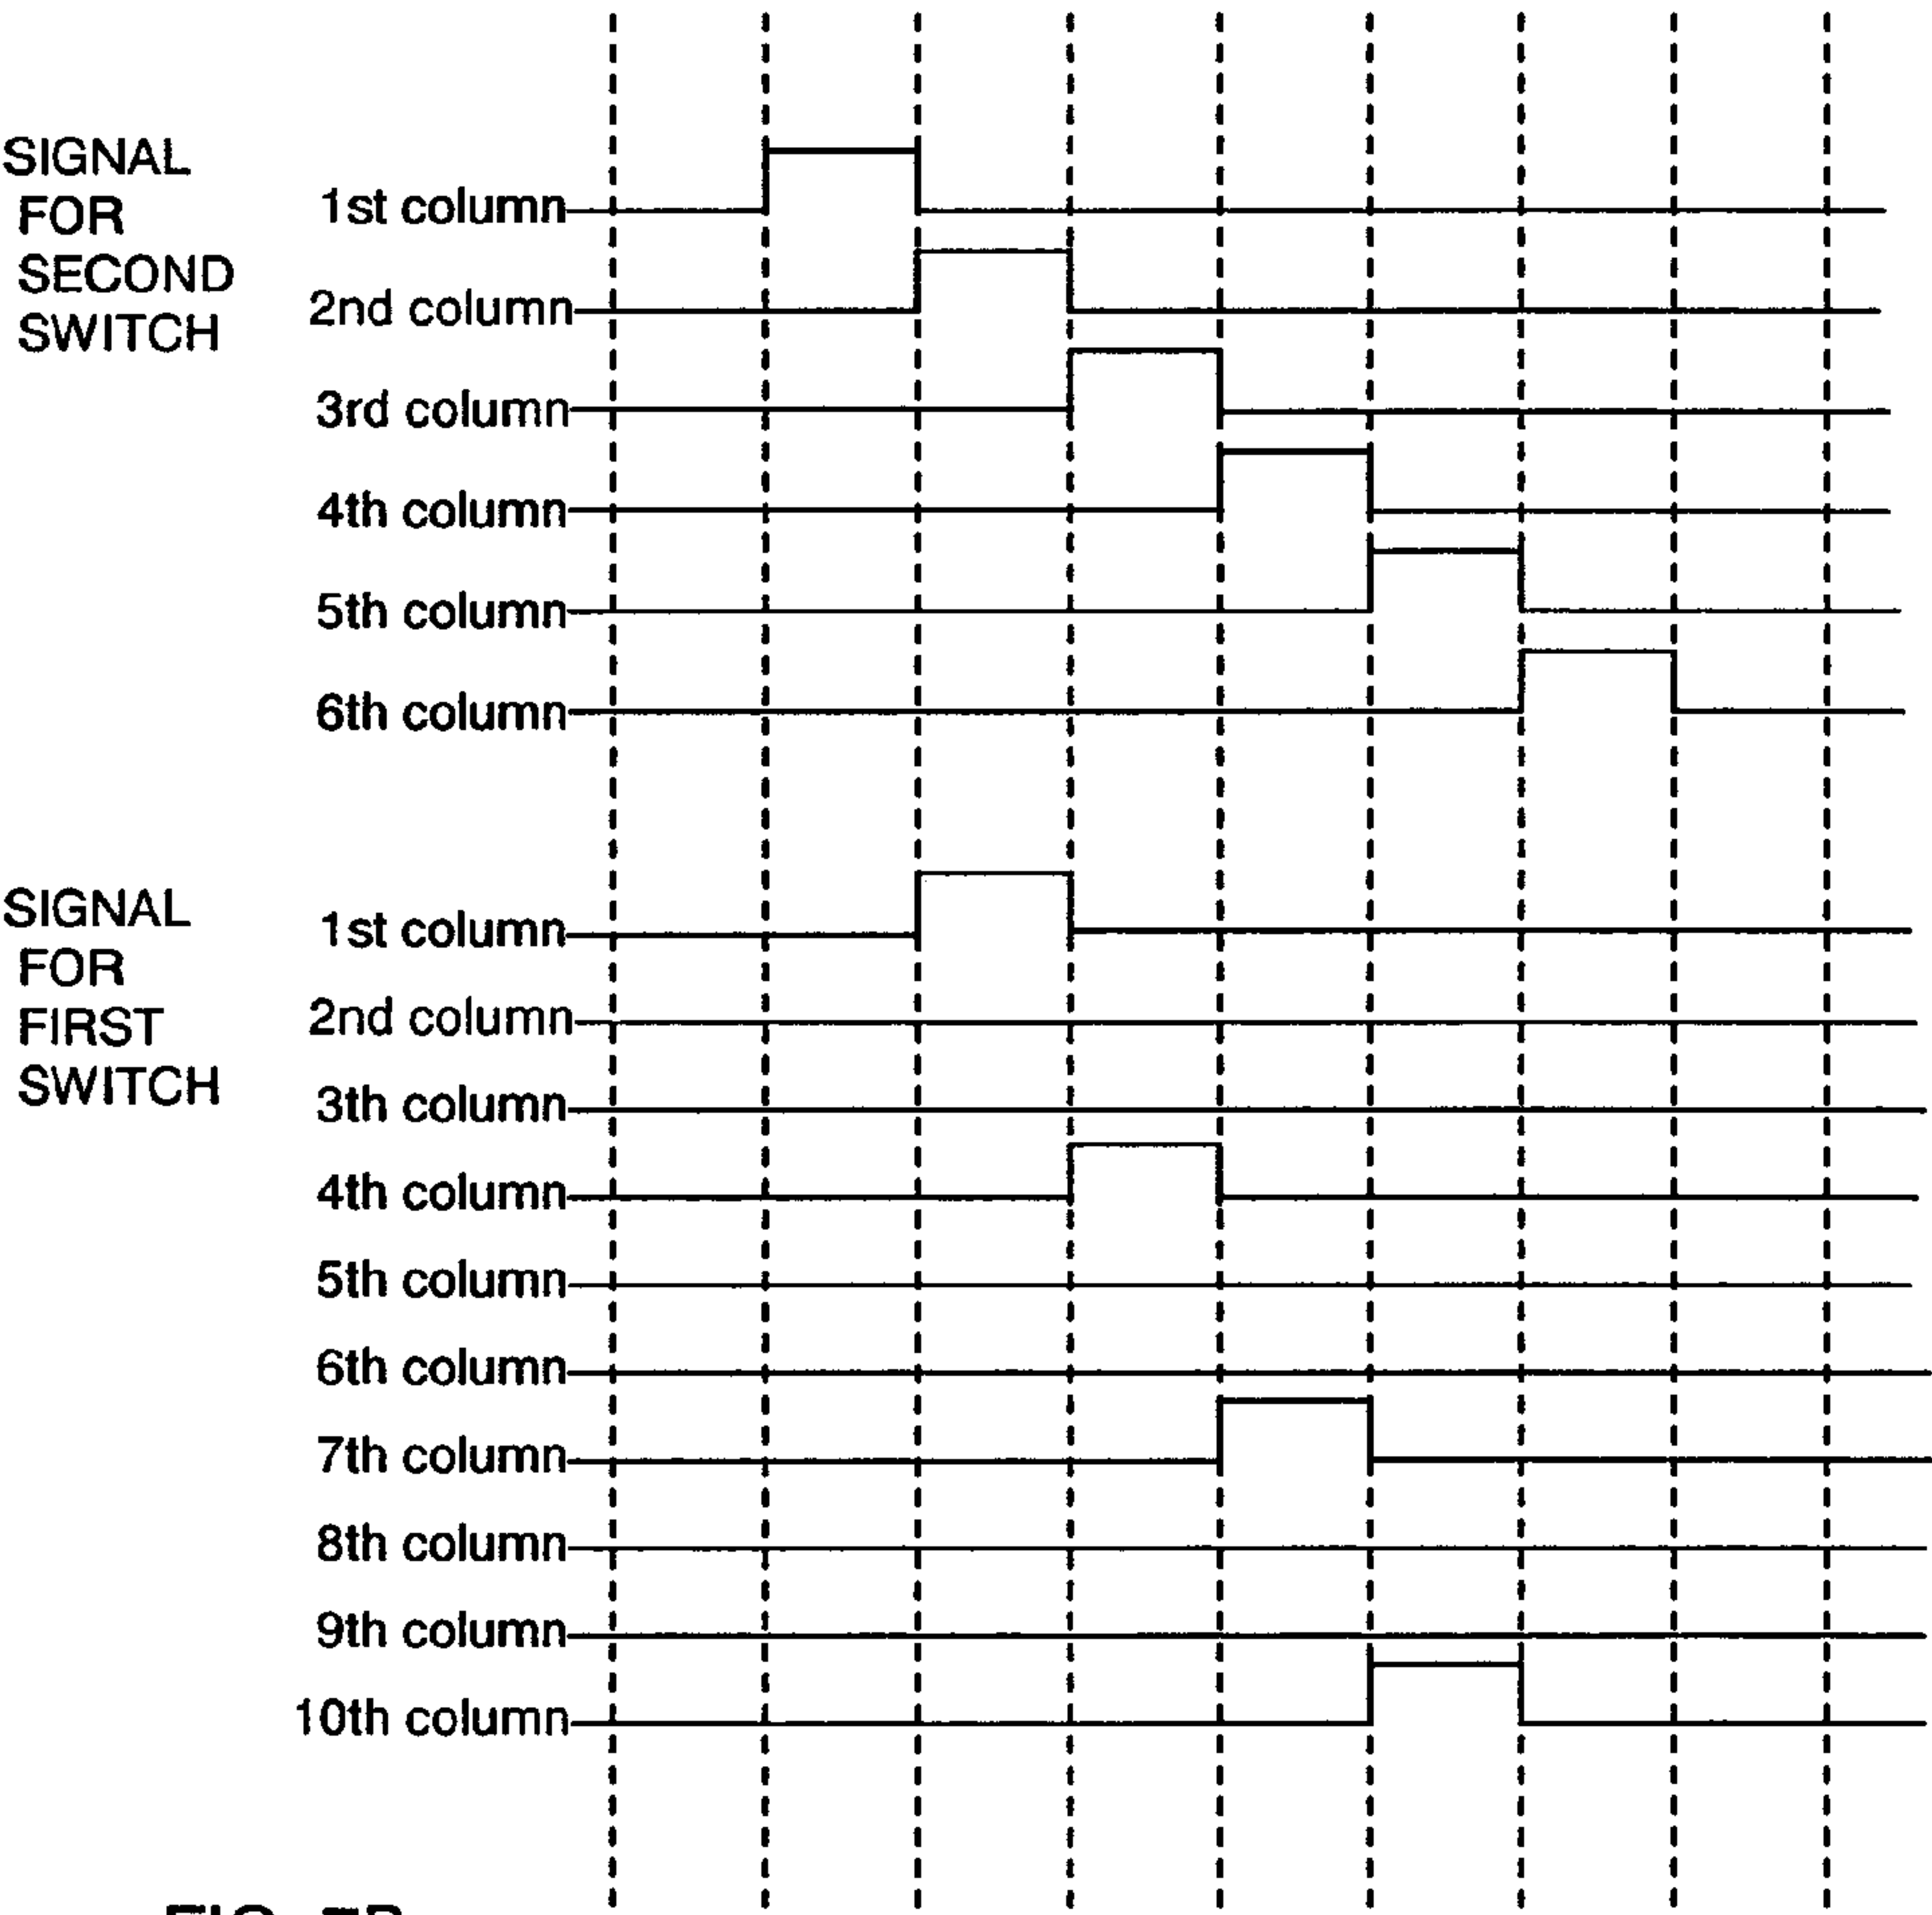 SIGNAL
FOR
SECOND
SWITCH
1st column
2nd column
3rd column
4th column
5th column
6th column
SIGNAL
FOR
FIRST
SWITCH
1st column
2nd column
3th column
4th column
5th column
6th column
7th column
8th column
9th column
10th column